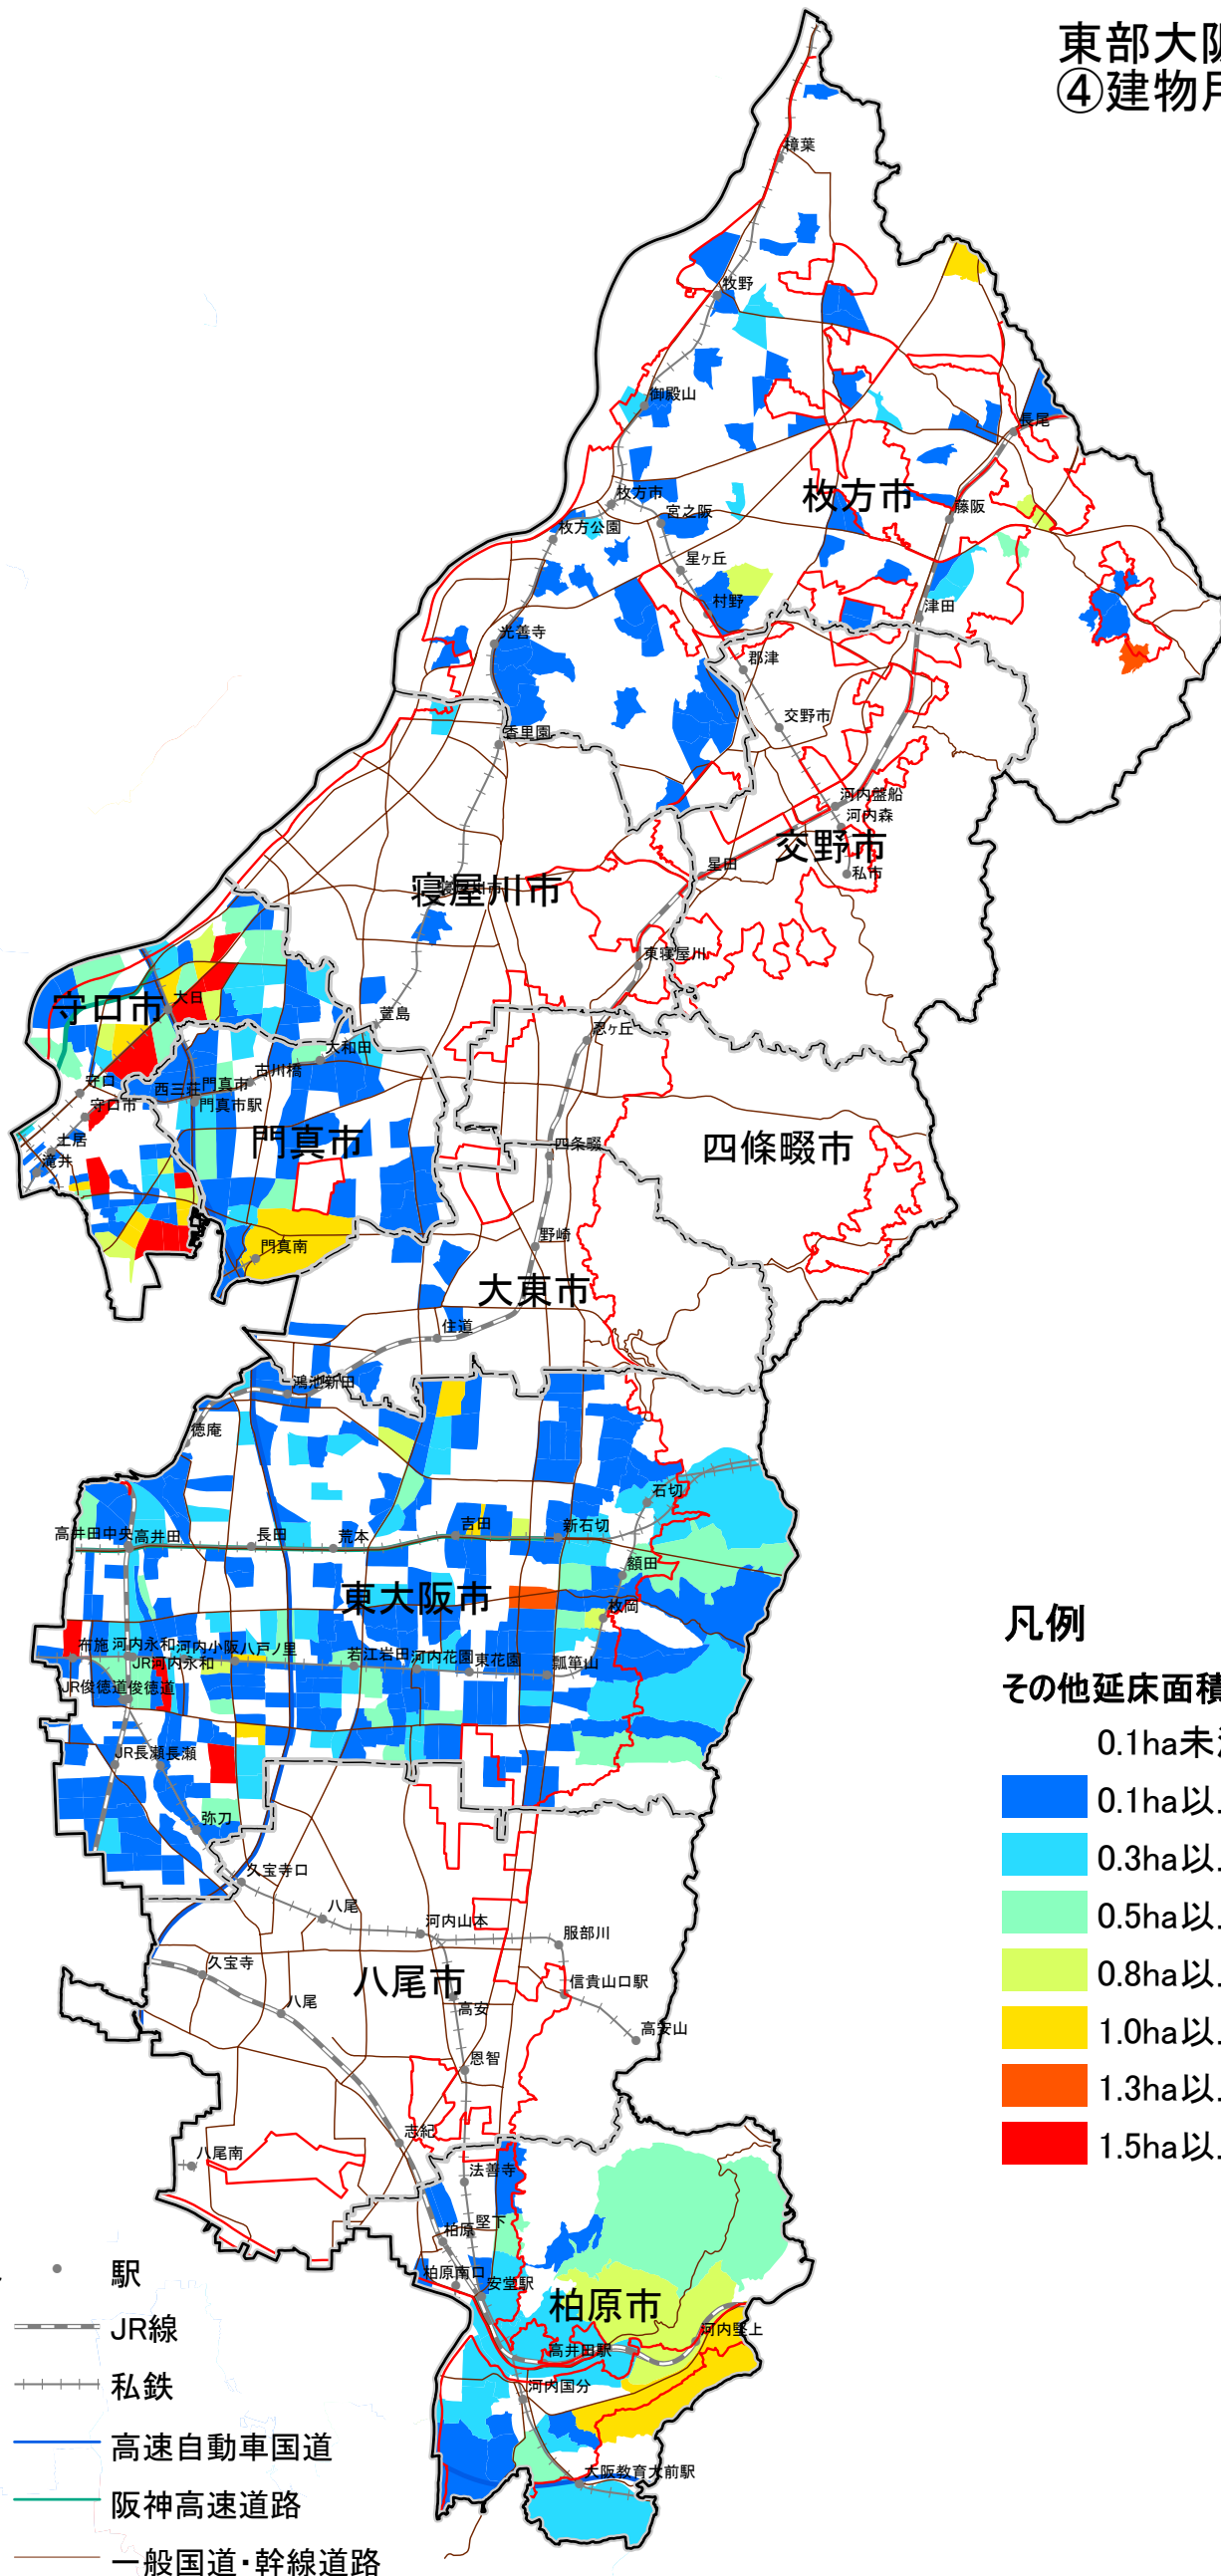 東部大阪
④建物用
樟葉
牧野
御殿山
長尾
枚方市
枚方市
藤阪
宮之阪
枚方公園
星ヶ丘
村野
津田
光善寺
郡津
交野市
香里園
河内磐船
河内森
交野市
星田
私市
寝屋川市
東寝屋川
守口市
大日
萱島
忍ヶ丘
大和田
古川橋
守口
西三荘
門真市
守口市
門真市駅
土居
門真市
四条畷
四條畷市
滝井
野崎
門真南
大東市
住道
鴻池新田
徳庵
石切
高井田中央
高井田
長田
荒本
吉田
新石切
額田
東大阪市
枚岡
凡例
布施
河内永和
河内小阪
八戸ノ里
若江岩田
河内花園
東花園
瓢箪山
JR河内永和
JR俊徳道
俊徳道
その他延床面積
0.1ha未満
JR長瀬
長瀬
0.1ha以上
弥刀
0.3ha以上
久宝寺口
八尾
河内山本
服部川
0.5ha以上
久宝寺
八尾市
信貴山口駅
0.8ha以上
八尾
高安
高安山
1.0ha以上
恩智
1.3ha以上
志紀
1.5ha以上
八尾南
法善寺
柏原
堅下
駅
柏原南口
安堂駅
柏原市
JR線
河内堅上
高井田駅
私鉄
河内国分
高速自動車国道
大阪教育大前駅
阪神高速道路
一般国道・幹線道路